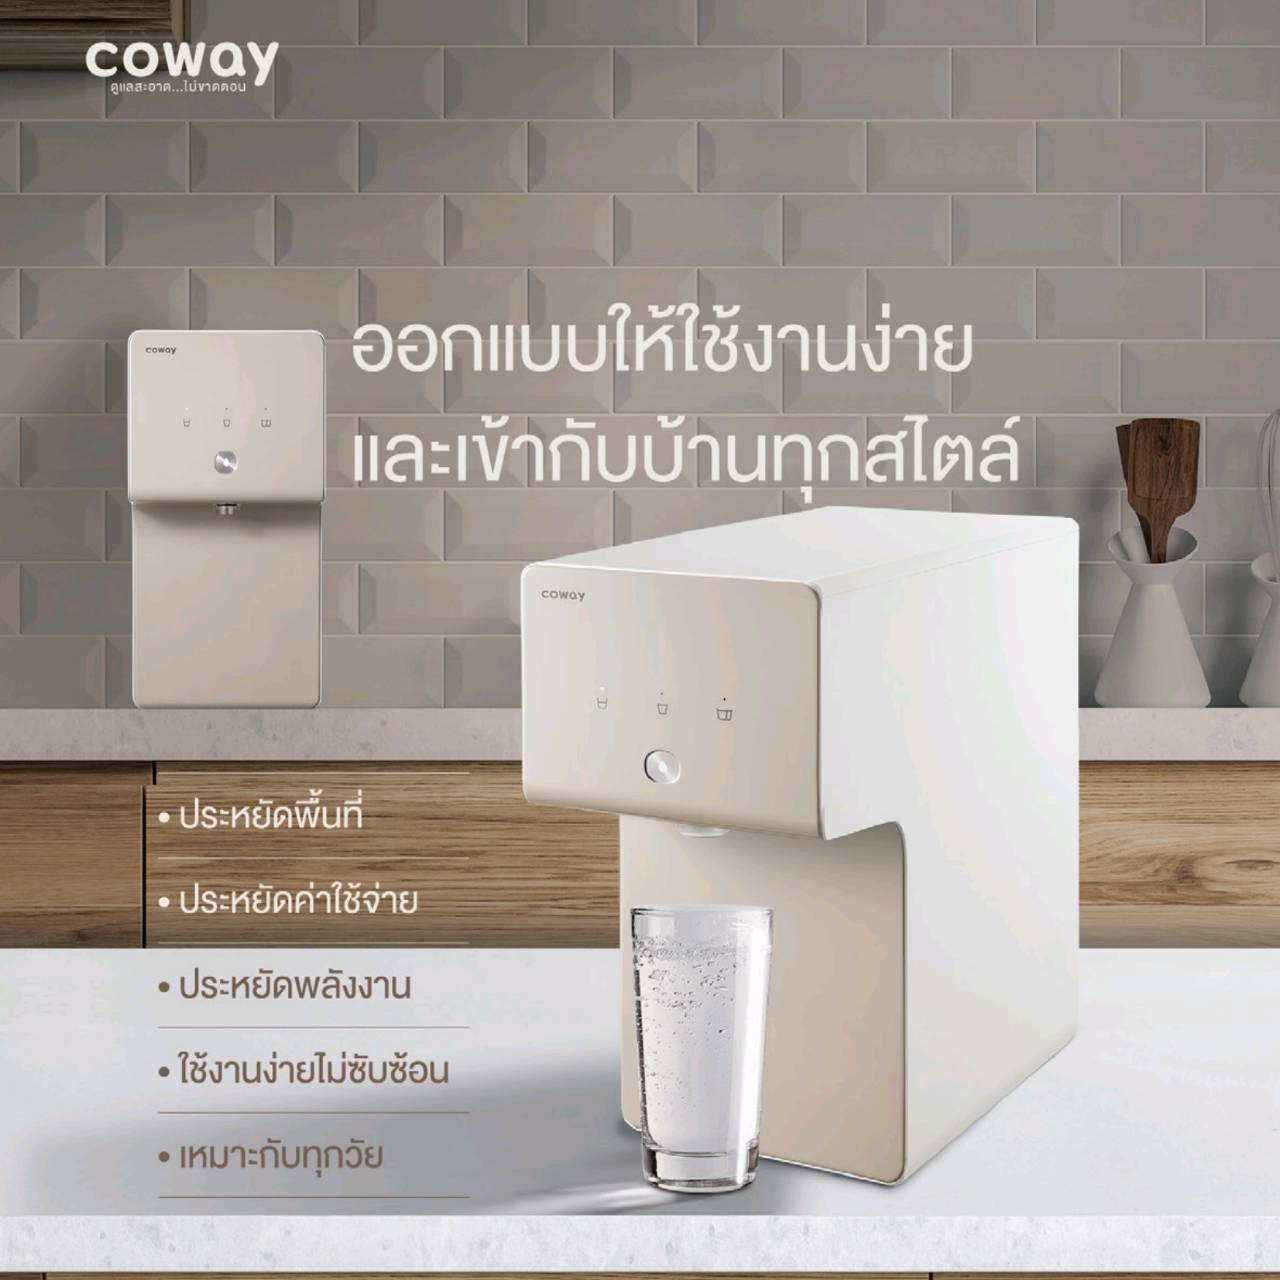 coway
ดูแลสะอาด...ไม่ขาดตอน
coway
ออกแบบให้ใช้งานง่าย
และเข้ากับบ้านทุกสไตล์
coway
• ประหยัดพื้นที่
• ประหยัดค่าใช้จ่าย
• ประหยัดพลังงาน
• ใช้งานง่ายไม่ซับซ้อน
• เหมาะกับทุกวัย